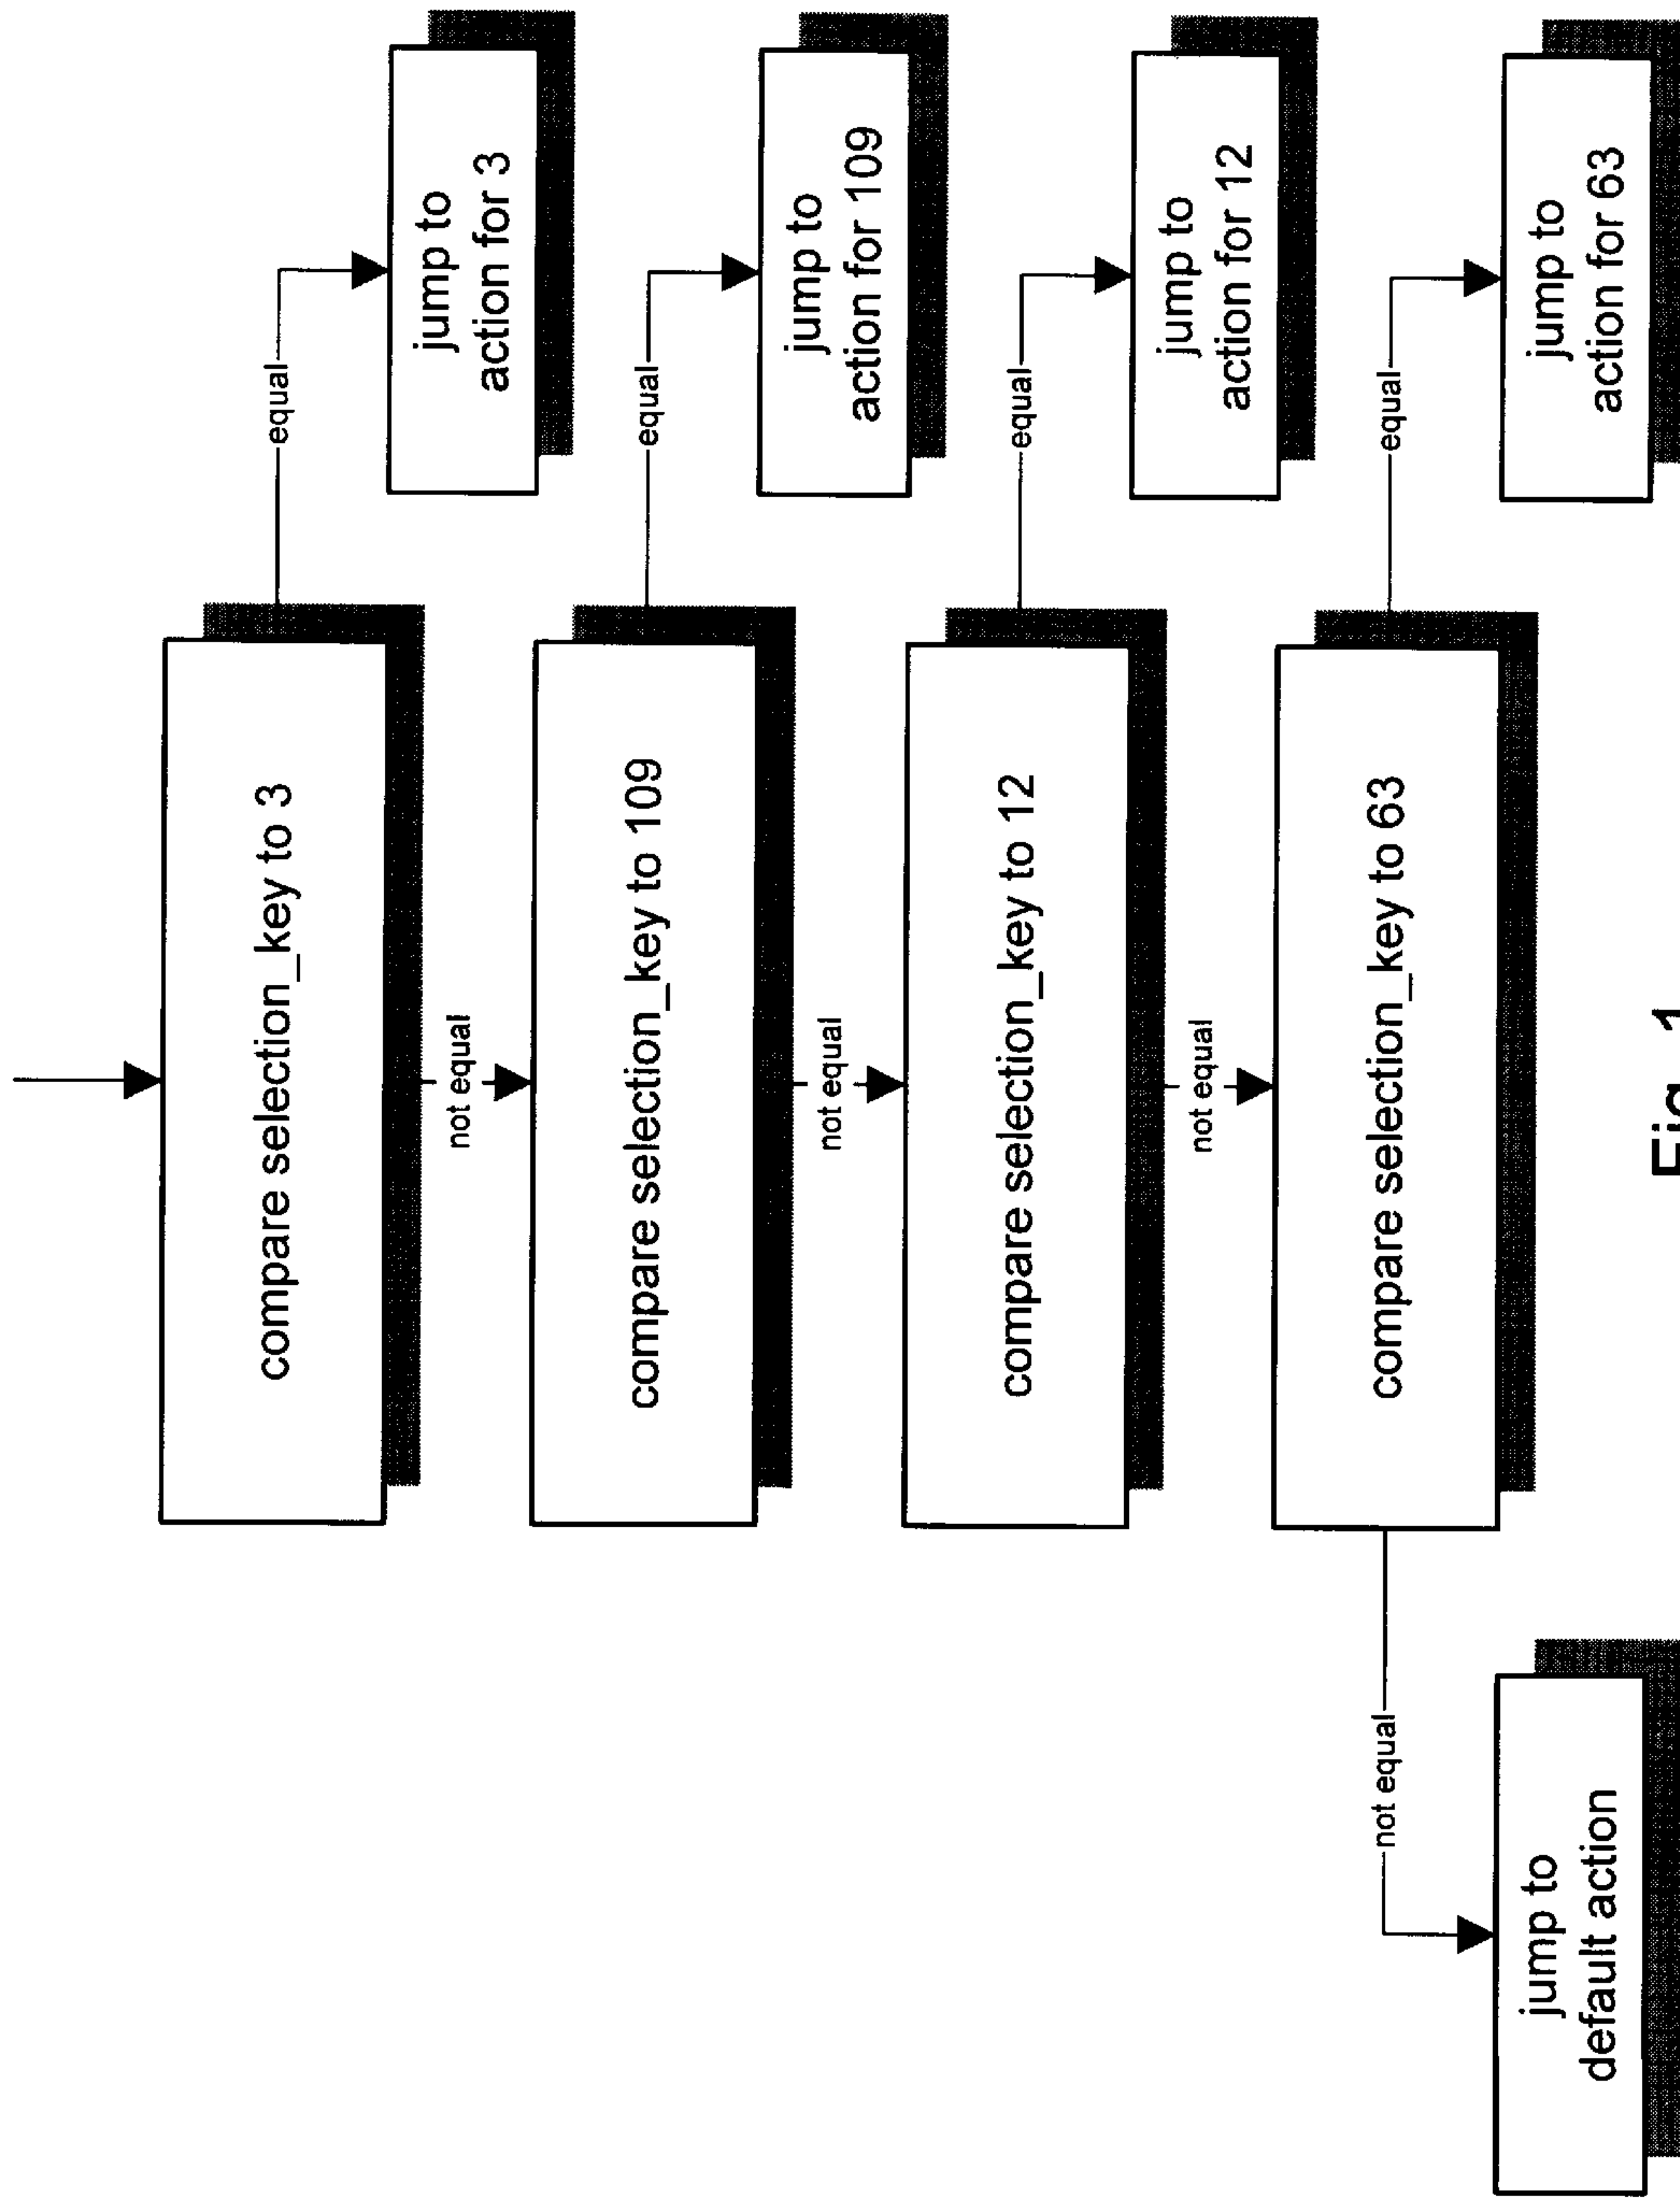 compare selection_key to 3
equal
jump to
action for 3
not equal
compare selection_key to 109
equal
jump to
action for 109
not equal
compare selection_key to 12
equal
jump to
action for 12
not equal
compare selection_key to 63
equal
jump to
action for 63
not equal
jump to
default action
Fig. 1